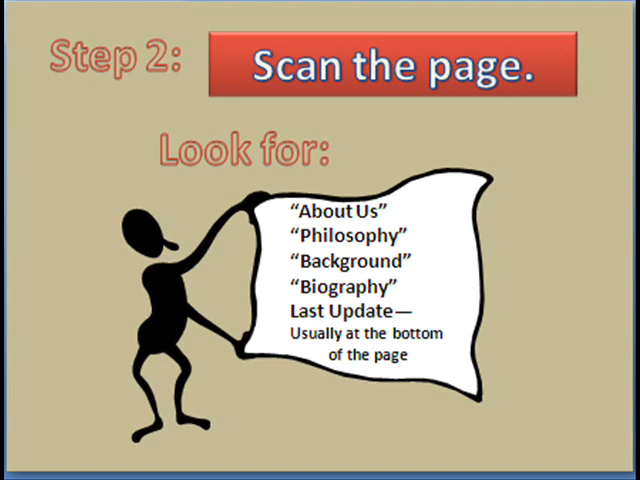 Step 2:
Scan the page.
Look for:
“About Us”
“Philosophy”
“Background”
“Biography”
Last Update—
Usually at the bottom
of the page